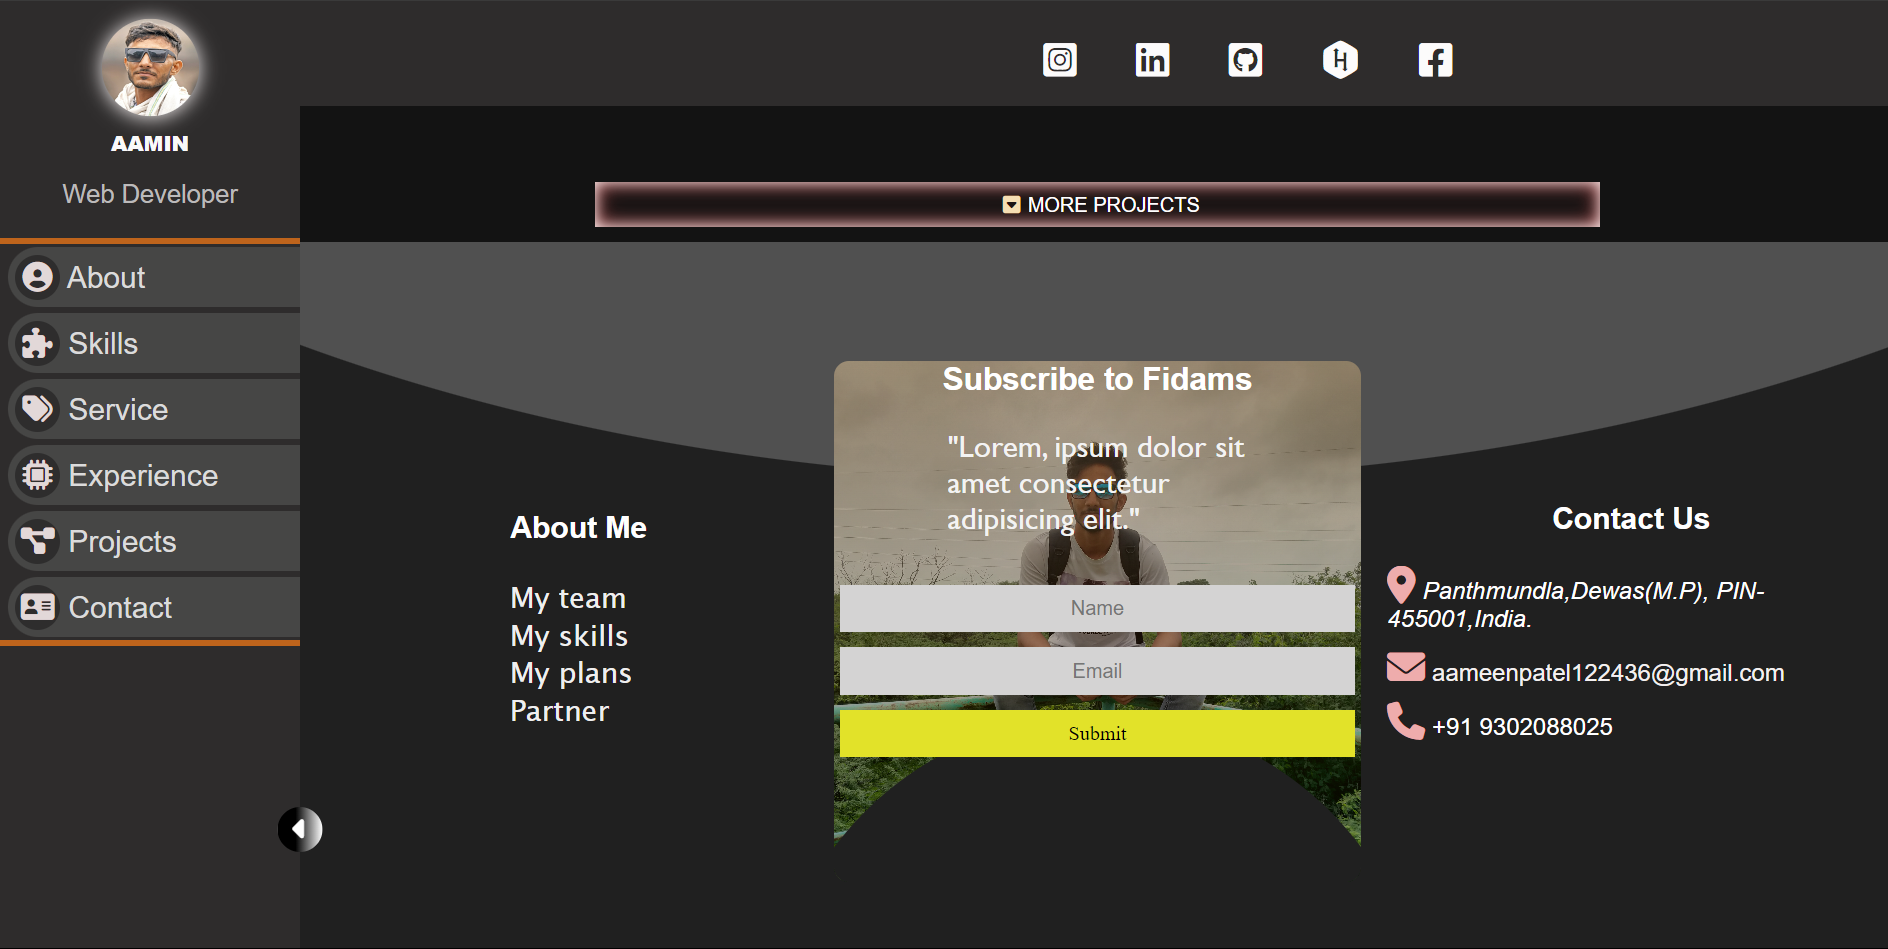 AAMIN
Web Developer
About
Skills
Service
Experience
Projects
Contact
MORE PROJECTS
About Me
My team
My skills
My plans
Partner
Subscribe to Fidams
"Lorem, ipsum dolor sit
amet consectetur
adipisicing elit."
Name
Email
Submit
Contact Us
Panthmundla,Dewas(M.P), PIN-
455001,India.
aameenpatel122436@gmail.com
+91 9302088025